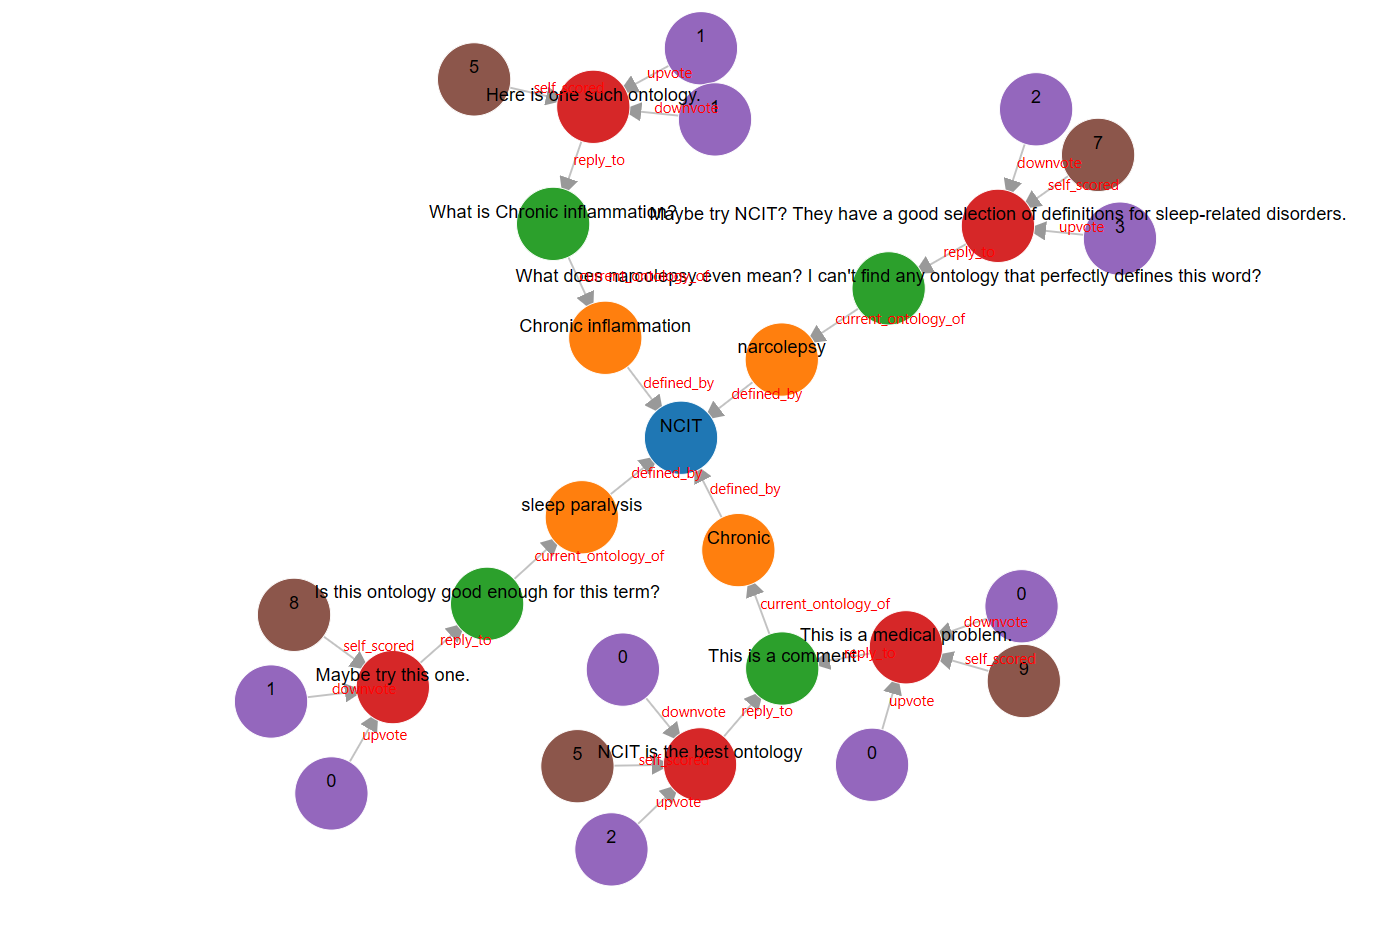 1
5
upvote
self_scored
Here is one such ontology.
2
downvote
1
7
downvote
reply_to
self_scored
What is Chronic inflammation?
Maybe try NCIT? They have a good selection of definitions for sleep-related disorders.
upvote
3
reply_to
What does narcolepsy even mean? I can't find any ontology that perfectly defines this word?
current_ontology_of
current_ontology_of
Chronic inflammation
narcolepsy
defined_by
defined_by
NCIT
defined_by
defined_by
sleep paralysis
Chronic
current_ontology_of
Is this ontology good enough for this term?
0
8
current_ontology_of
downvote
This is a medical problem.
reply_to
self_scored
This is a comment
reply_to
0
self_scored
9
Maybe try this one.
1
downvote
upvote
downvote
reply_to
upvote
NCIT is the best ontology
5
self_scored
0
0
upvote
2